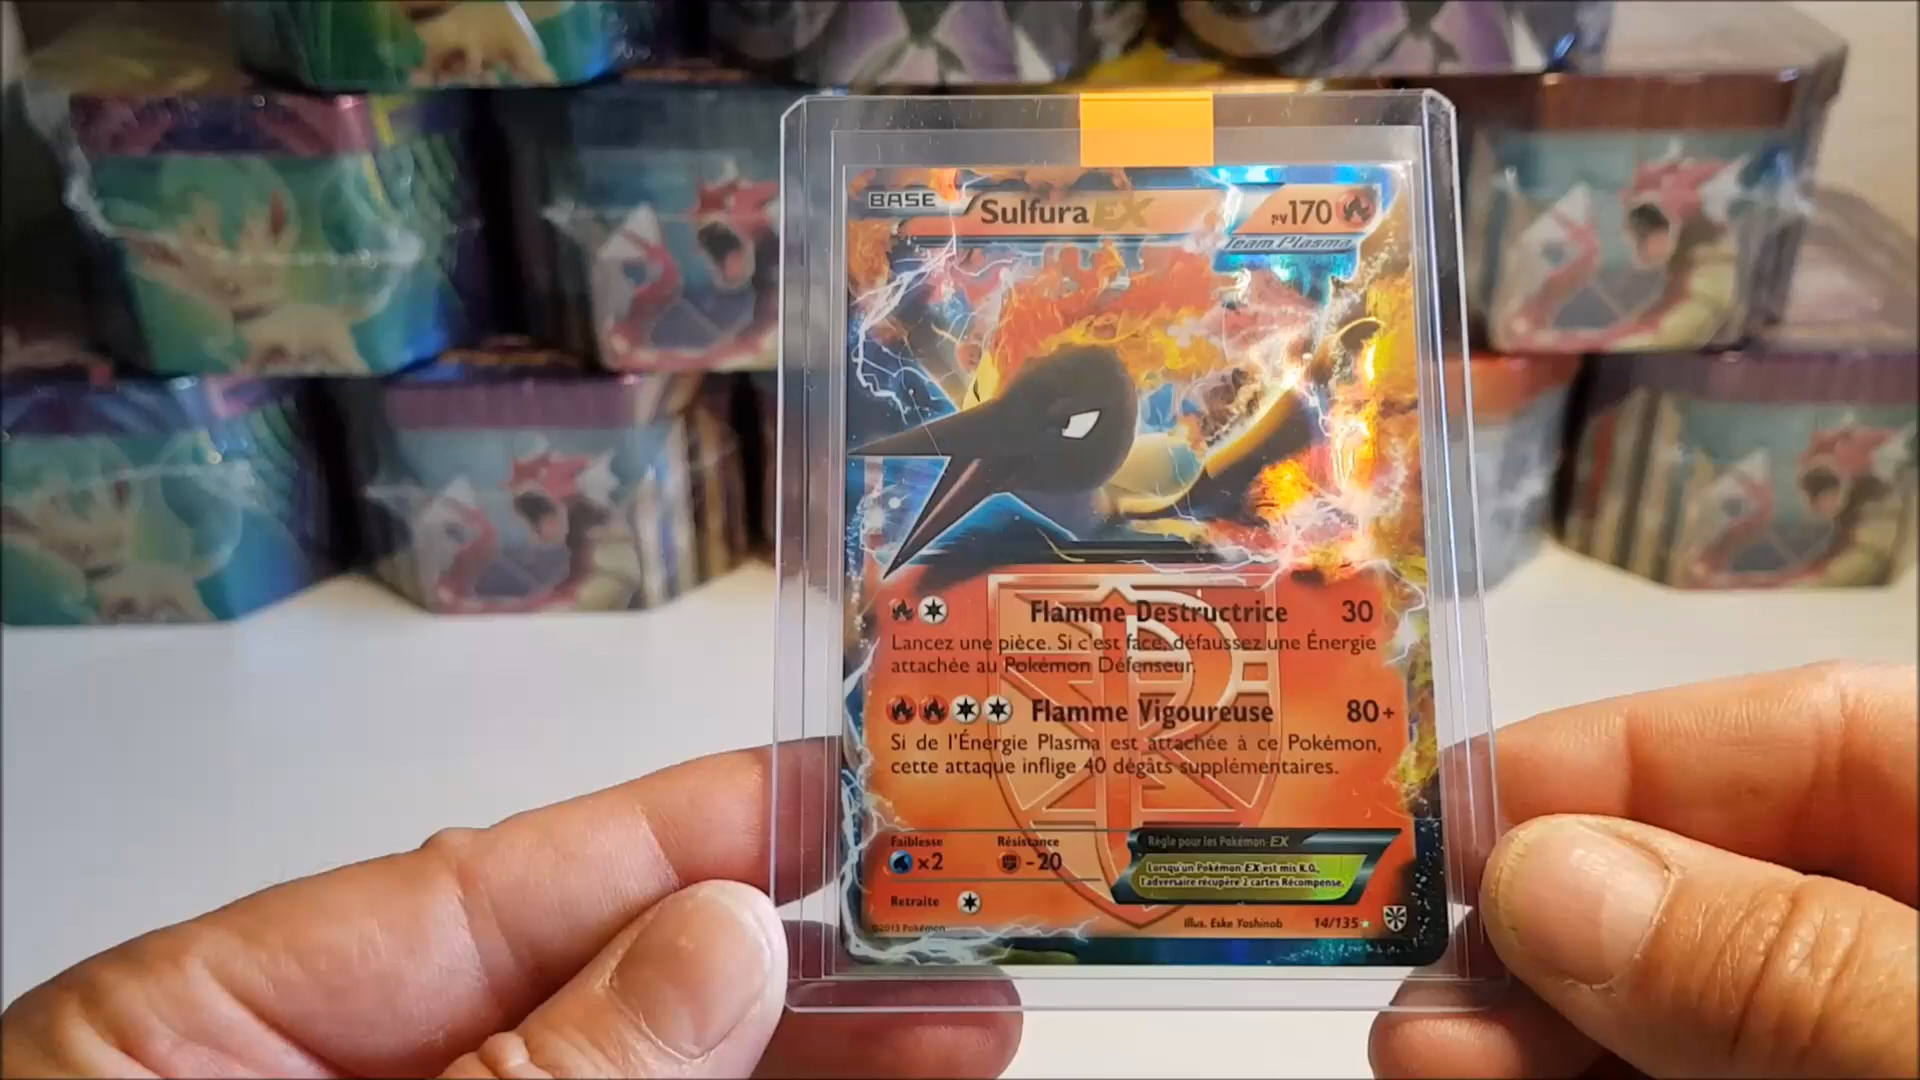 BASE Sulfura EX PV170
Team Plasma
Flamme Destructrice 30
Lancez une pièce. Si c'est face, défaussez une Énergie
attachée au Pokémon Défenseur.
Flamme Vigoureuse 80+
Si de l'Énergie Plasma est attachée à ce Pokémon,
cette attaque inflige 40 dégâts supplémentaires.
Faiblesse Résistance
x2 -20
Règle pour les Pokémon-EX
Lorsqu'un Pokémon-EX est mis K.O.,
l'adversaire récupère 2 cartes Récompense.
Retraite
©2013 Pokémon Illus. Eske Yoshinob 14/135